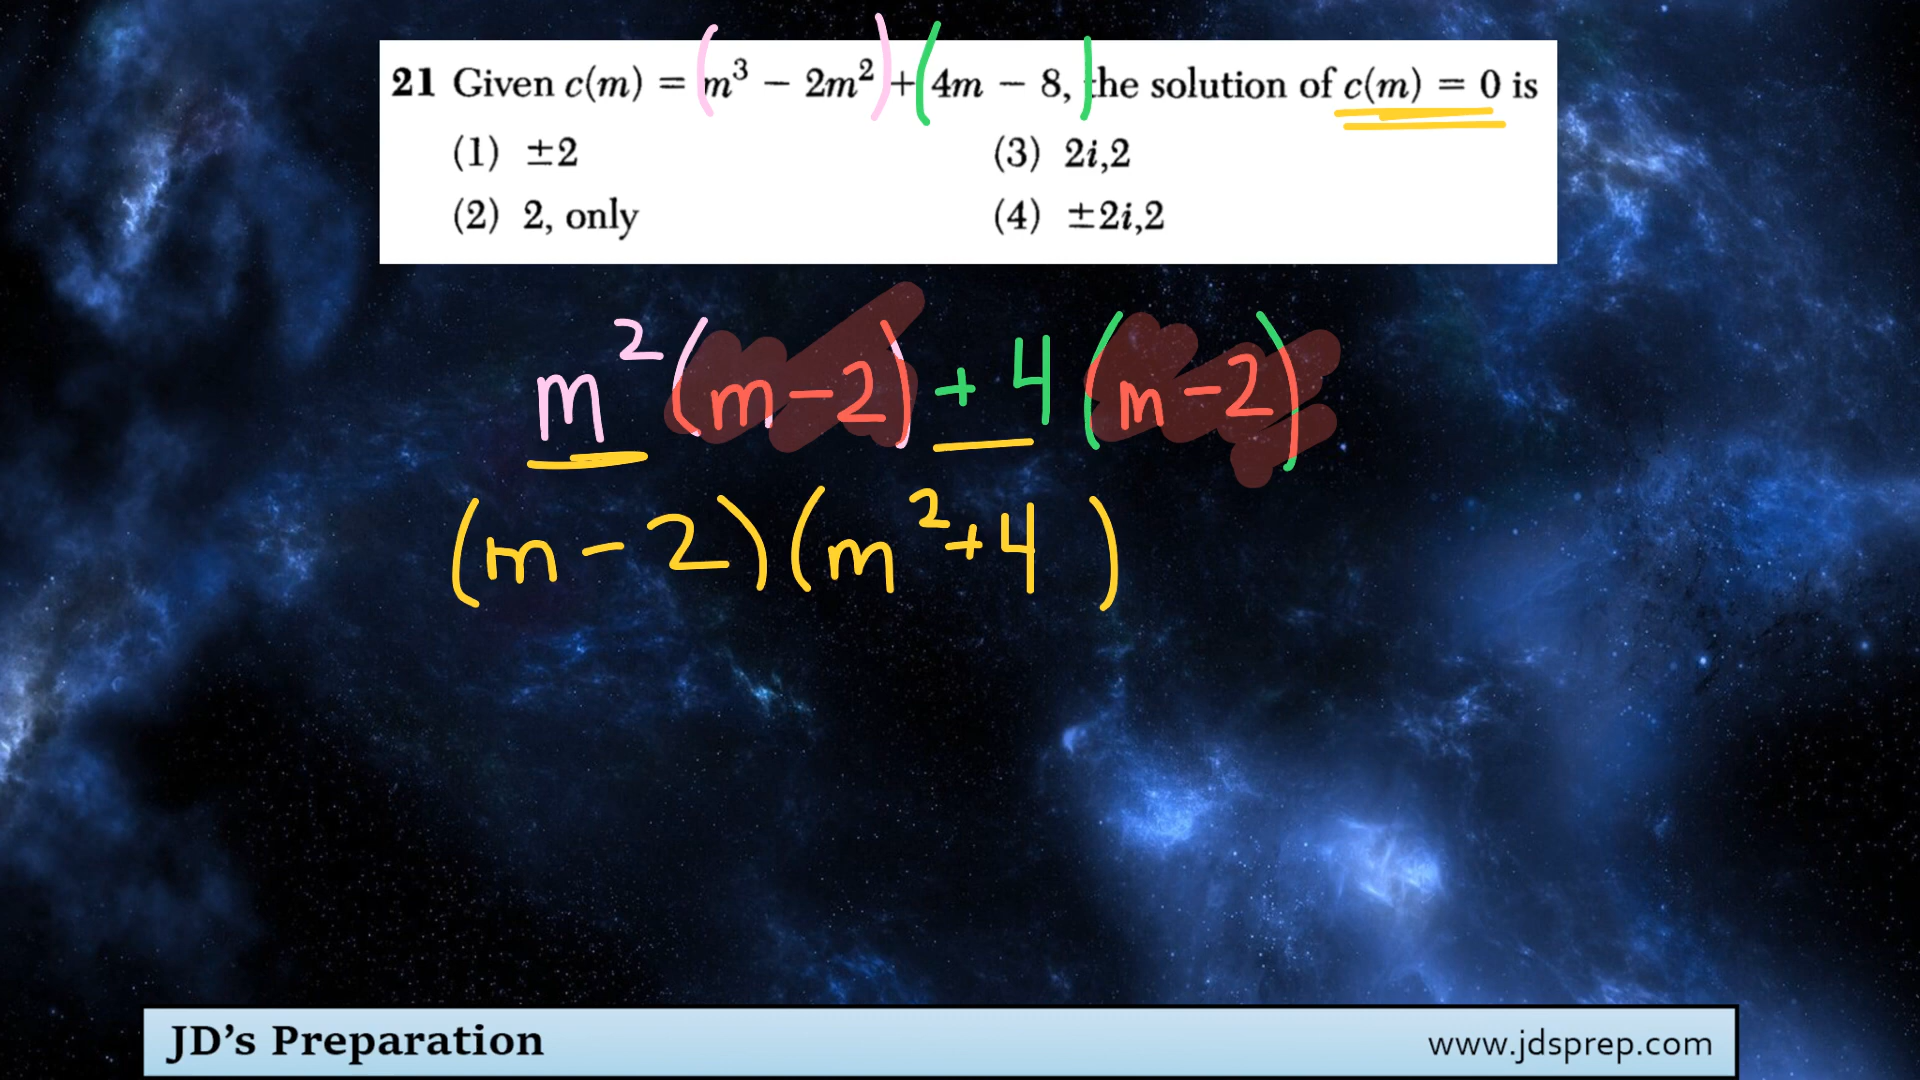 21 Given c(m) = (m³ − 2m²) + (4m − 8,) the solution of c(m) = 0 is
(1) ±2 (3) 2i,2
(2) 2, only (4) ±2i,2
m²(m−2) + 4(m−2)
(m−2)(m²+4)
JD's Preparation www.jdsprep.com